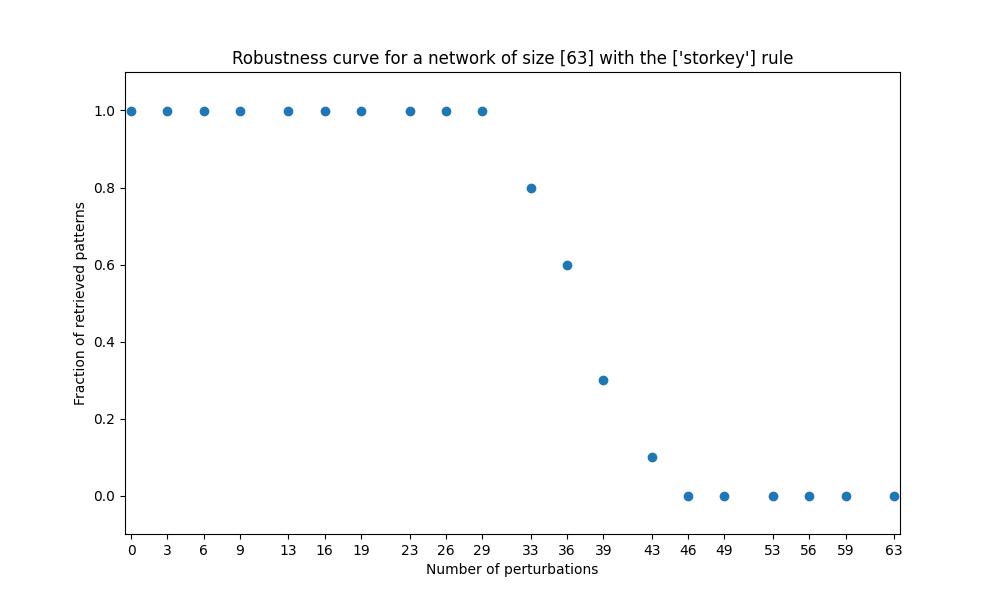 Robustness curve for a network of size [63] with the ['storkey'] rule
Fraction of retrieved patterns
1.0
0.8
0.6
0.4
0.2
0.0
0 3 6 9 13 16 19 23 26 29 33 36 39 43 46 49 53 56 59 63
Number of perturbations